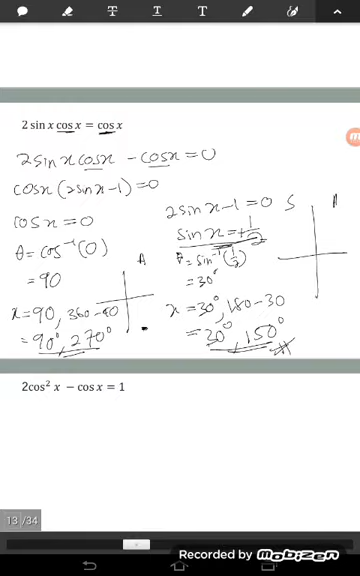 2 sin x cos x = cos x
2sinx cosx - cosx = 0
cosx (2sinx-1) = 0
cosx = 0
θ = cos⁻¹(0)
= 90
A
x = 90, 360-90
= 90°, 270°
2sinx-1 = 0
S
A
sinx = +1/2
θ = sin⁻¹(1/2)
= 30°
x = 30°, 180-30
= 30°, 150°
2cos² x − cos x = 1
13 /34
Recorded by Mobizen